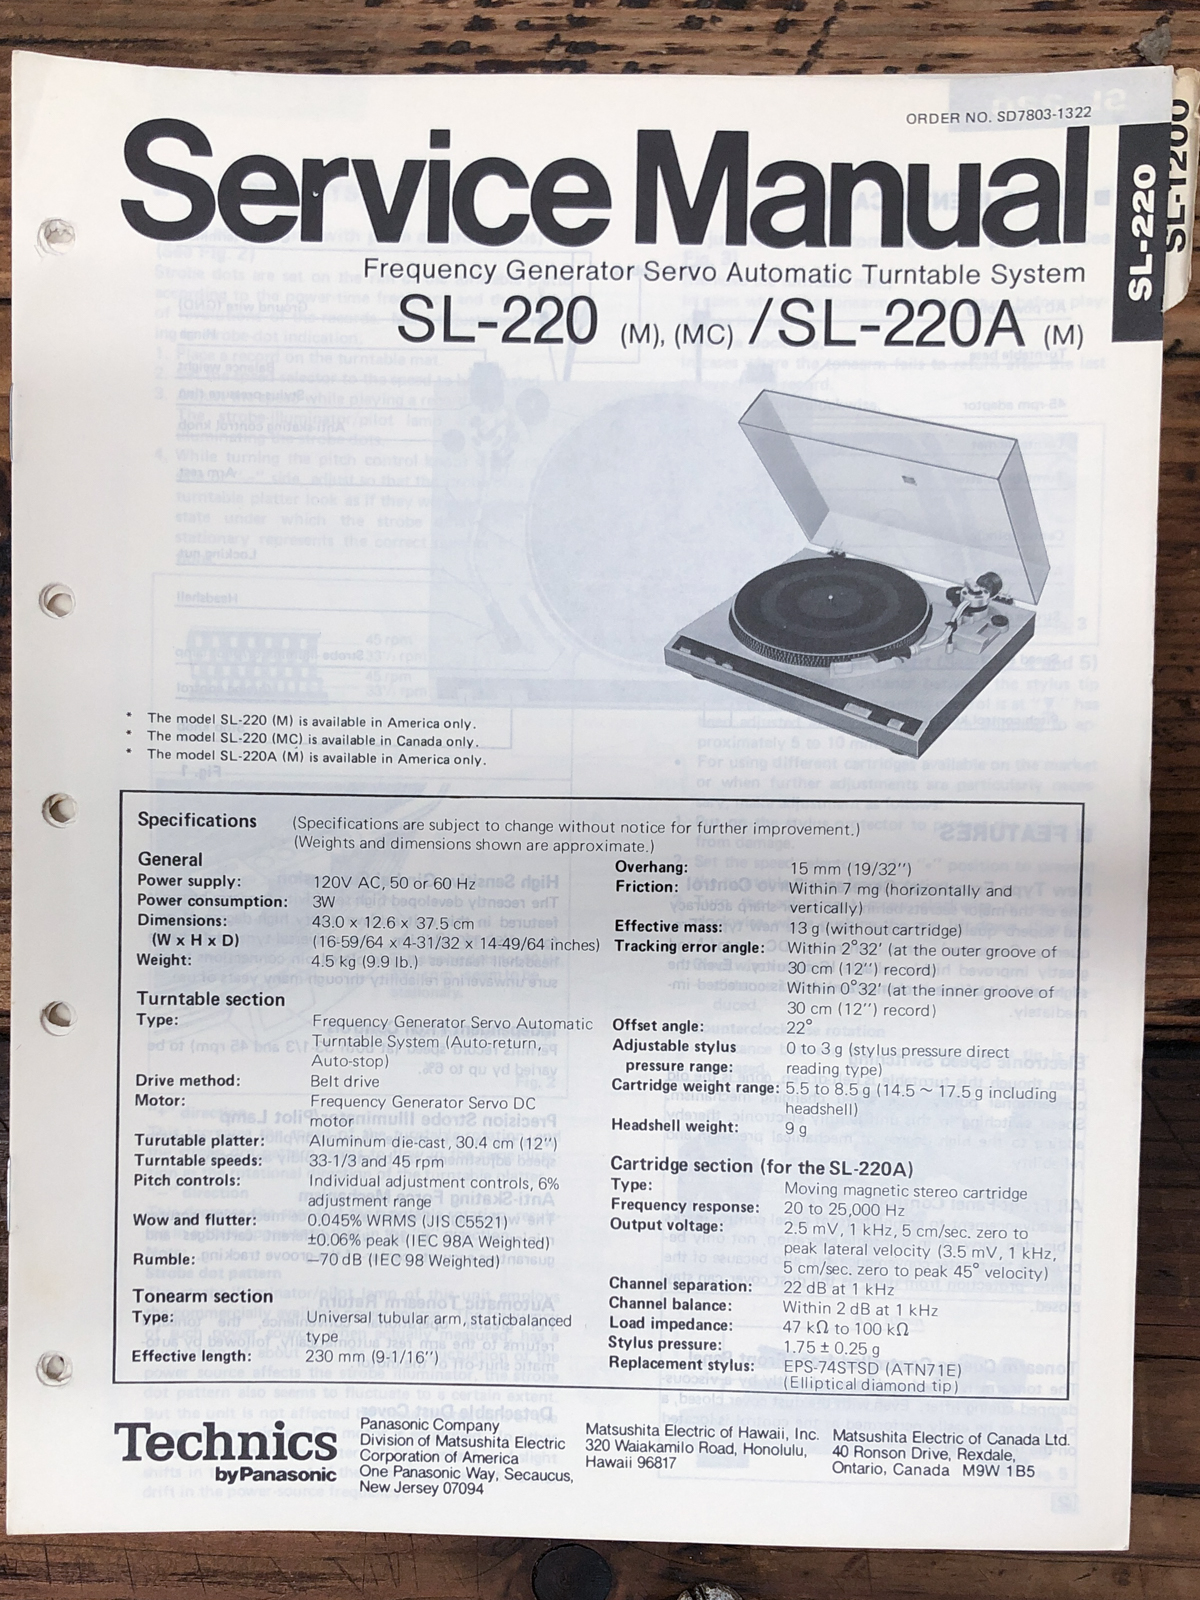 ORDER NO. SD7803-1322
Service Manual
SL-220
SL-1200
Frequency Generator Servo Automatic Turntable System
SL-220 (M), (MC) /SL-220A (M)
* The model SL-220 (M) is available in America only.
* The model SL-220 (MC) is available in Canada only.
* The model SL-220A (M) is available in America only.
Specifications (Specifications are subject to change without notice for further improvement.)
(Weights and dimensions shown are approximate.)
General
Power supply: 120V AC, 50 or 60 Hz
Power consumption: 3W
Dimensions: 43.0 x 12.6 x 37.5 cm
(W x H x D) (16-59/64 x 4-31/32 x 14-49/64 inches)
Weight: 4.5 kg (9.9 lb.)
Turntable section
Type: Frequency Generator Servo Automatic
Turntable System (Auto-return,
Auto-stop)
Drive method: Belt drive
Motor: Frequency Generator Servo DC
motor
Turutable platter: Aluminum die-cast, 30.4 cm (12")
Turntable speeds: 33-1/3 and 45 rpm
Pitch controls: Individual adjustment controls, 6%
adjustment range
Wow and flutter: 0.045% WRMS (JIS C5521)
±0.06% peak (IEC 98A Weighted)
Rumble: −70 dB (IEC 98 Weighted)
Tonearm section
Type: Universal tubular arm, staticbalanced
type
Effective length: 230 mm (9-1/16")
Overhang: 15 mm (19/32")
Friction: Within 7 mg (horizontally and
vertically)
Effective mass: 13 g (without cartridge)
Tracking error angle: Within 2°32' (at the outer groove of
30 cm (12") record)
Within 0°32' (at the inner groove of
30 cm (12") record)
Offset angle: 22°
Adjustable stylus 0 to 3 g (stylus pressure direct
pressure range: reading type)
Cartridge weight range: 5.5 to 8.5 g (14.5 ~ 17.5 g including
headshell)
Headshell weight: 9 g
Cartridge section (for the SL-220A)
Type: Moving magnetic stereo cartridge
Frequency response: 20 to 25,000 Hz
Output voltage: 2.5 mV, 1 kHz, 5 cm/sec. zero to
peak lateral velocity (3.5 mV, 1 kHz,
5 cm/sec. zero to peak 45° velocity)
Channel separation: 22 dB at 1 kHz
Channel balance: Within 2 dB at 1 kHz
Load impedance: 47 kΩ to 100 kΩ
Stylus pressure: 1.75 ± 0.25 g
Replacement stylus: EPS-74STSD (ATN71E)
(Elliptical diamond tip)
Technics
by Panasonic
Panasonic Company
Division of Matsushita Electric
Corporation of America
One Panasonic Way, Secaucus,
New Jersey 07094
Matsushita Electric of Hawaii, Inc.
320 Waiakamilo Road, Honolulu,
Hawaii 96817
Matsushita Electric of Canada Ltd.
40 Ronson Drive, Rexdale,
Ontario, Canada M9W 1B5